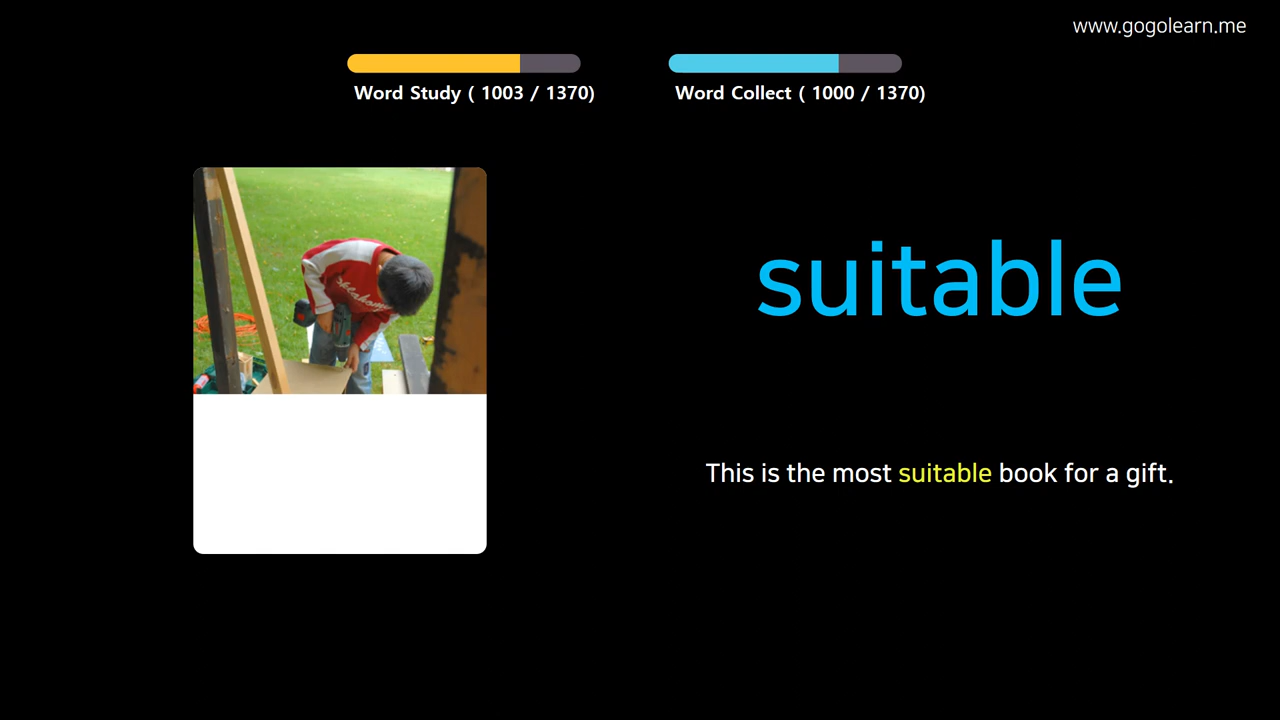 www.gogolearn.me
Word Study ( 1003 / 1370)
Word Collect ( 1000 / 1370)
suitable
This is the most suitable book for a gift.